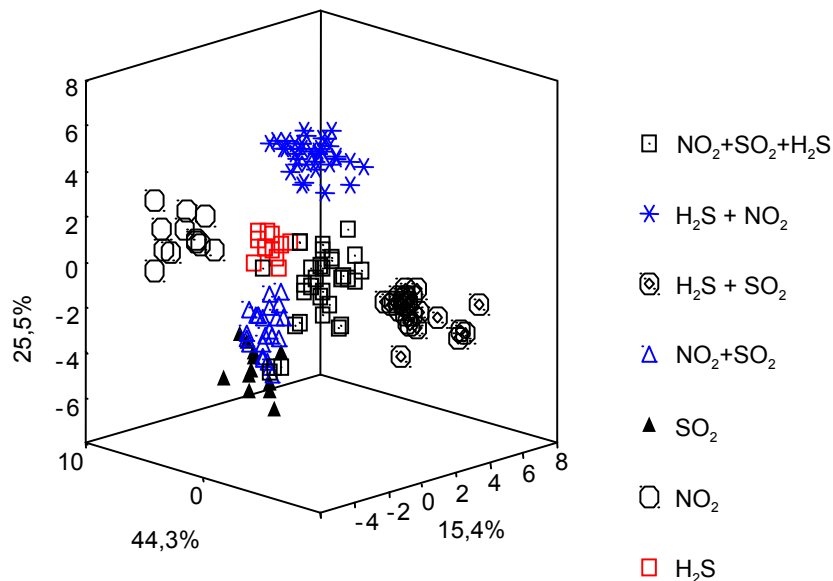 8
6
4
2
0
-2
-4
-6
25,5%
10
0
44,3%
-4
-2
0
2
4
6
8
15,4%
NO₂+SO₂+H₂S
H₂S + NO₂
H₂S + SO₂
NO₂+SO₂
SO₂
NO₂
H₂S